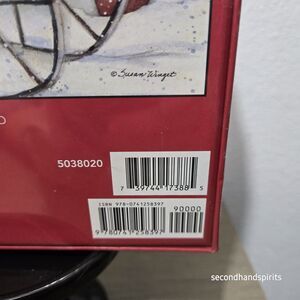 © Susan Winget
5038020
7 39744 17388 5
ISBN 978-0741258397
90000
9 780741 258397
secondhandspirits